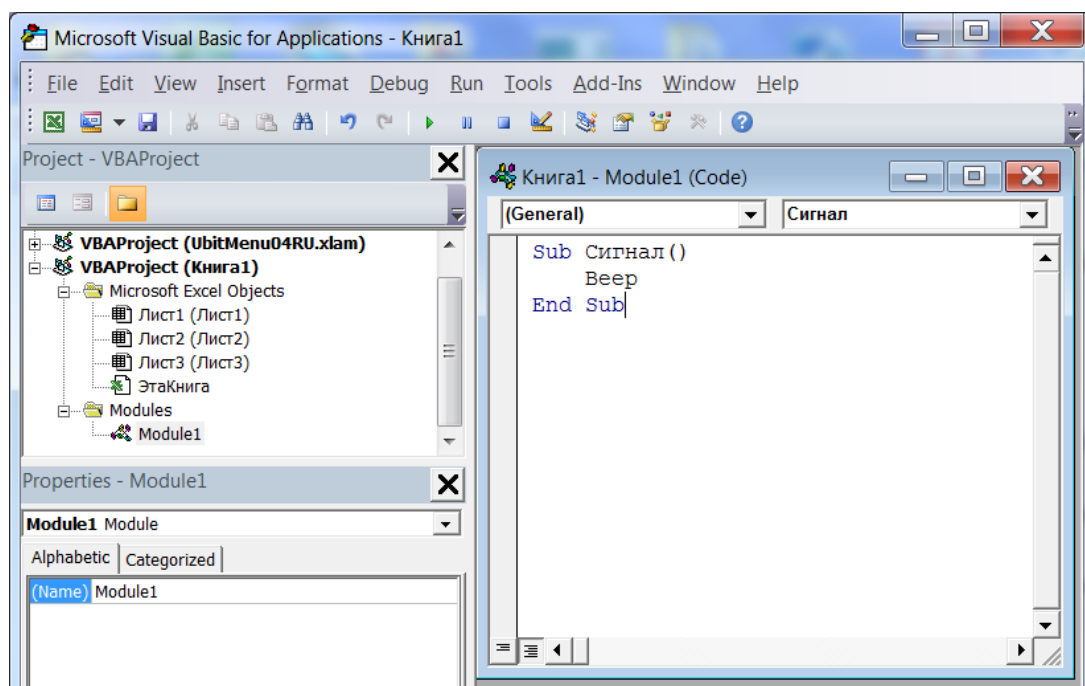 Microsoft Visual Basic for Applications - Книга1
File Edit View Insert Format Debug Run Tools Add-Ins Window Help
Project - VBAProject
VBAProject (UbitMenu04RU.xlam)
VBAProject (Книга1)
Microsoft Excel Objects
Лист1 (Лист1)
Лист2 (Лист2)
Лист3 (Лист3)
ЭтаКнига
Modules
Module1
Properties - Module1
Module1 Module
Alphabetic Categorized
(Name) Module1
Книга1 - Module1 (Code)
(General) Сигнал
Sub Сигнал()
Beep
End Sub